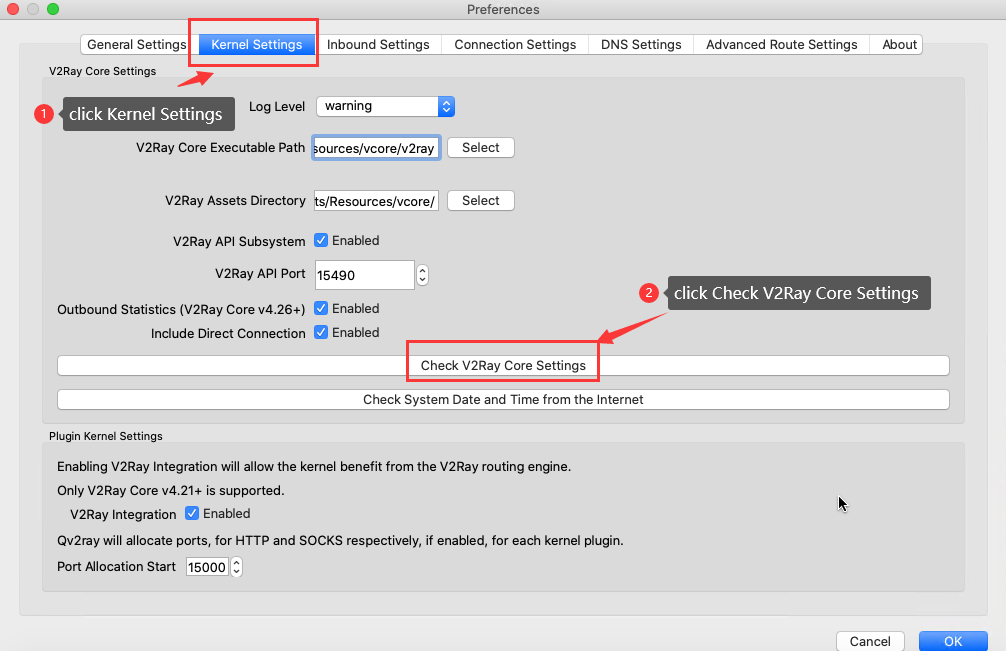 Preferences
General Settings
Kernel Settings
Inbound Settings
Connection Settings
DNS Settings
Advanced Route Settings
About
V2Ray Core Settings
1
click Kernel Settings
Log Level
warning
V2Ray Core Executable Path
sources/vcore/v2ray
Select
V2Ray Assets Directory
ts/Resources/vcore/
Select
V2Ray API Subsystem
Enabled
V2Ray API Port
15490
2
click Check V2Ray Core Settings
Outbound Statistics (V2Ray Core v4.26+)
Enabled
Include Direct Connection
Enabled
Check V2Ray Core Settings
Check System Date and Time from the Internet
Plugin Kernel Settings
Enabling V2Ray Integration will allow the kernel benefit from the V2Ray routing engine.
Only V2Ray Core v4.21+ is supported.
V2Ray Integration
Enabled
Qv2ray will allocate ports, for HTTP and SOCKS respectively, if enabled, for each kernel plugin.
Port Allocation Start
15000
Cancel
OK